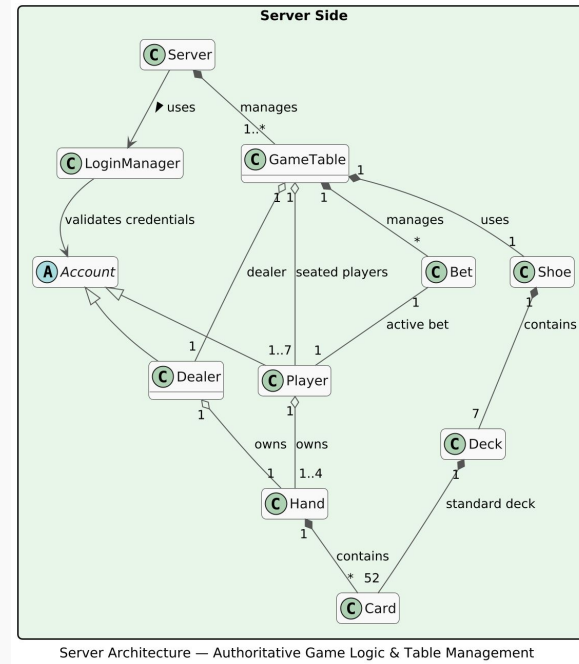 Server Side
C Server
uses
manages
1..*
C LoginManager
C GameTable
1
1
1
1
validates credentials
manages
uses
*
1
A Account
dealer
seated players
C Bet
C Shoe
1
1
active bet
contains
1
1..7
1
C Dealer
C Player
1
1
7
C Deck
owns
owns
1
1..4
1
standard deck
C Hand
1
contains
*
52
C Card
Server Architecture — Authoritative Game Logic & Table Management